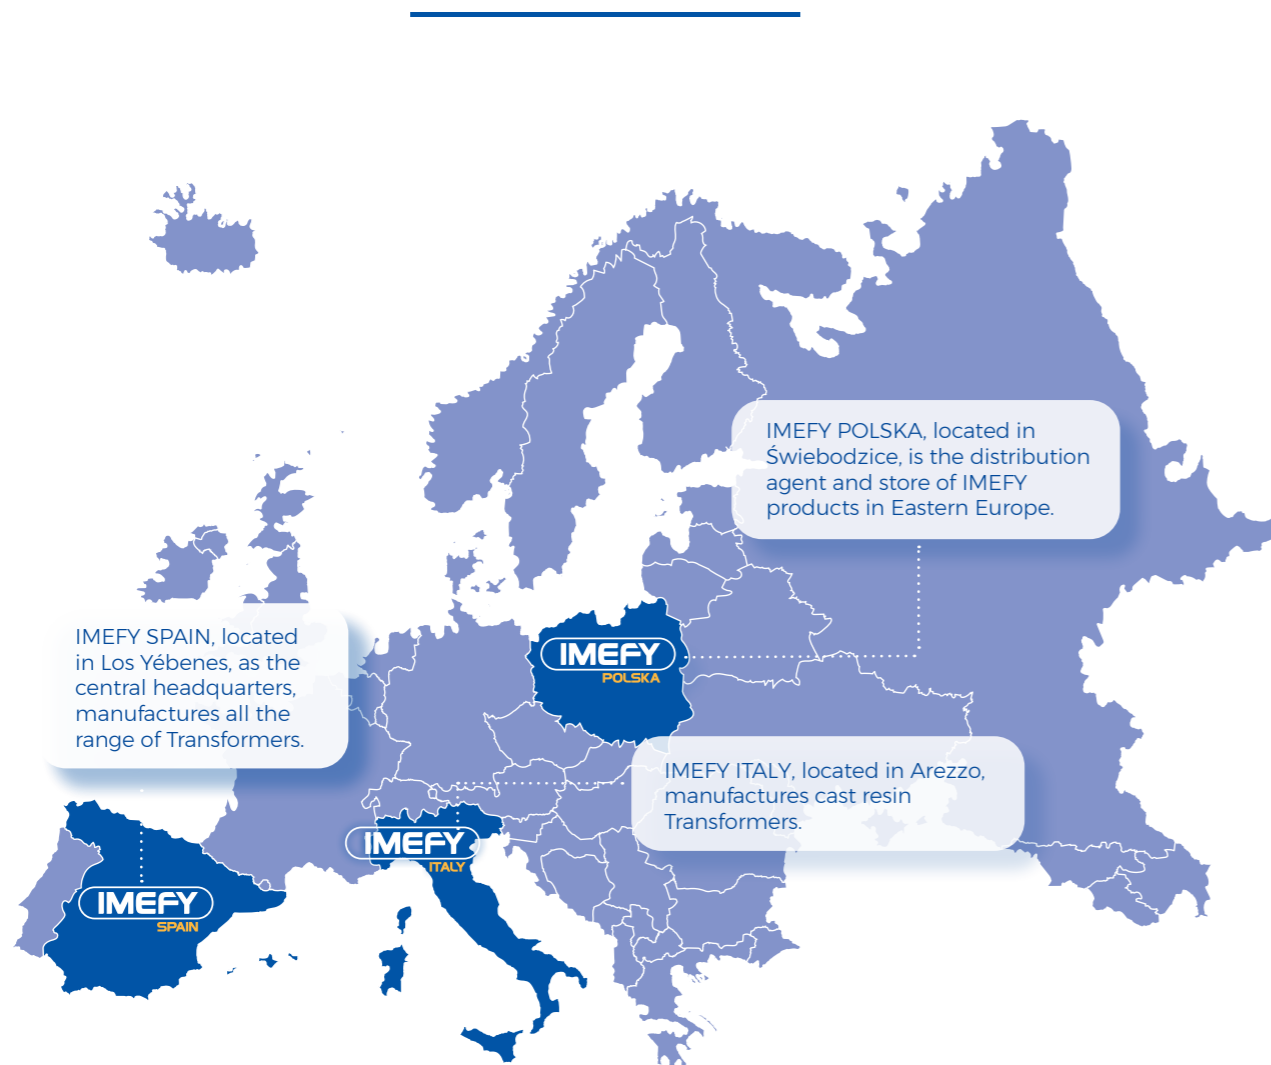 IMEFY POLSKA, located in
Świebodzice, is the distribution
agent and store of IMEFY
products in Eastern Europe.
IMEFY SPAIN, located
in Los Yébenes, as the
central headquarters,
manufactures all the
range of Transformers.
IMEFY
POLSKA
IMEFY ITALY, located in Arezzo,
manufactures cast resin
Transformers.
IMEFY
ITALY
IMEFY
SPAIN